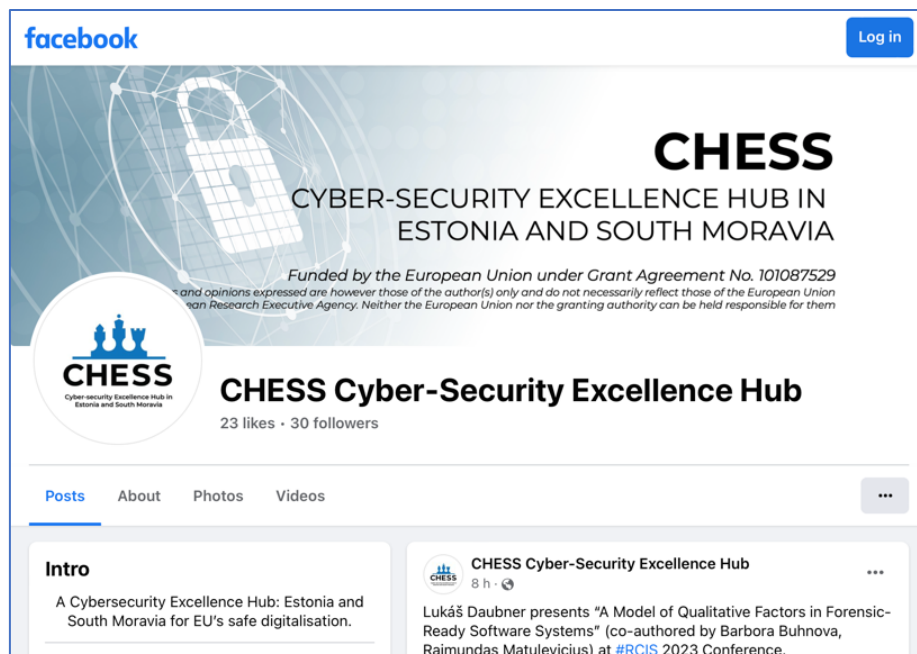 facebook
Log in
CHESS
CYBER-SECURITY EXCELLENCE HUB IN
ESTONIA AND SOUTH MORAVIA
Funded by the European Union under Grant Agreement No. 101087529
and opinions expressed are however those of the author(s) only and do not necessarily reflect those of the European Union
Research Executive Agency. Neither the European Union nor the granting authority can be held responsible for them
CHESS
Cyber-security Excellence Hub in
Estonia and South Moravia
CHESS Cyber-Security Excellence Hub
23 likes • 30 followers
Posts
About
Photos
Videos
Intro
A Cybersecurity Excellence Hub: Estonia and
South Moravia for EU's safe digitalisation.
CHESS
CHESS Cyber-Security Excellence Hub
8 h ·
Lukáš Daubner presents “A Model of Qualitative Factors in Forensic-
Ready Software Systems” (co-authored by Barbora Buhnova,
Raimundas Matulevicius) at #RCIS 2023 Conference.